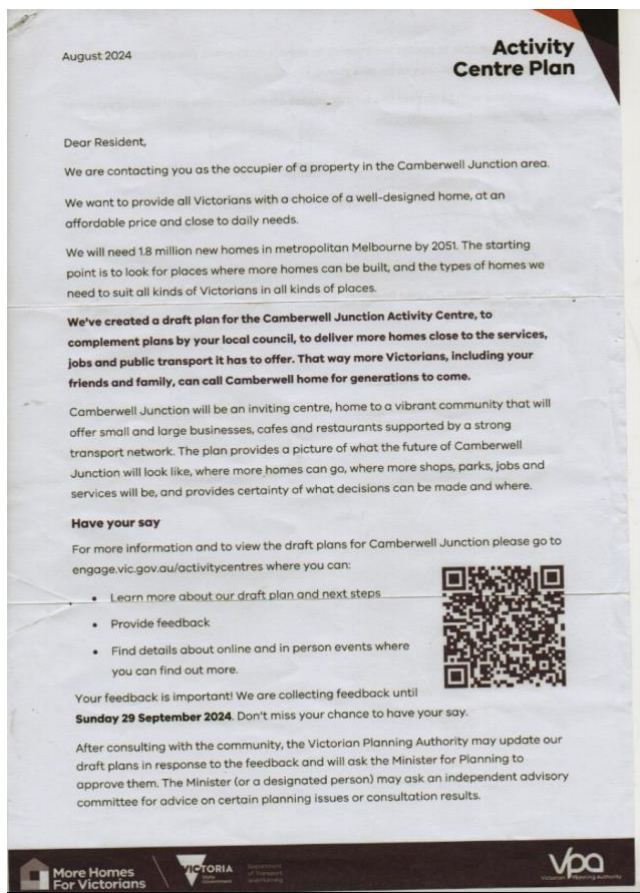 August 2024
Activity
Centre Plan
Dear Resident,
We are contacting you as the occupier of a property in the Camberwell Junction area.
We want to provide all Victorians with a choice of a well-designed home, at an
affordable price and close to daily needs.
We will need 1.8 million new homes in metropolitan Melbourne by 2051. The starting
point is to look for places where more homes can be built, and the types of homes we
need to suit all kinds of Victorians in all kinds of places.
We've created a draft plan for the Camberwell Junction Activity Centre, to
complement plans by your local council, to deliver more homes close to the services,
jobs and public transport it has to offer. That way more Victorians, including your
friends and family, can call Camberwell home for generations to come.
Camberwell Junction will be an inviting centre, home to a vibrant community that will
offer small and large businesses, cafes and restaurants supported by a strong
transport network. The plan provides a picture of what the future of Camberwell
Junction will look like, where more homes can go, where more shops, parks, jobs and
services will be, and provides certainty of what decisions can be made and where.
Have your say
For more information and to view the draft plans for Camberwell Junction please go to
engage.vic.gov.au/activitycentres where you can:
• Learn more about our draft plan and next steps
• Provide feedback
• Find details about online and in person events where
you can find out more.
Your feedback is important! We are collecting feedback until
Sunday 29 September 2024. Don't miss your chance to have your say.
After consulting with the community, the Victorian Planning Authority may update our
draft plans in response to the feedback and will ask the Minister for Planning to
approve them. The Minister (or a designated person) may ask an independent advisory
committee for advice on certain planning issues or consultation results.
More Homes
For Victorians
VICTORIA
State
Government
Department
of Transport
and Planning
vpa
Victorian Planning Authority